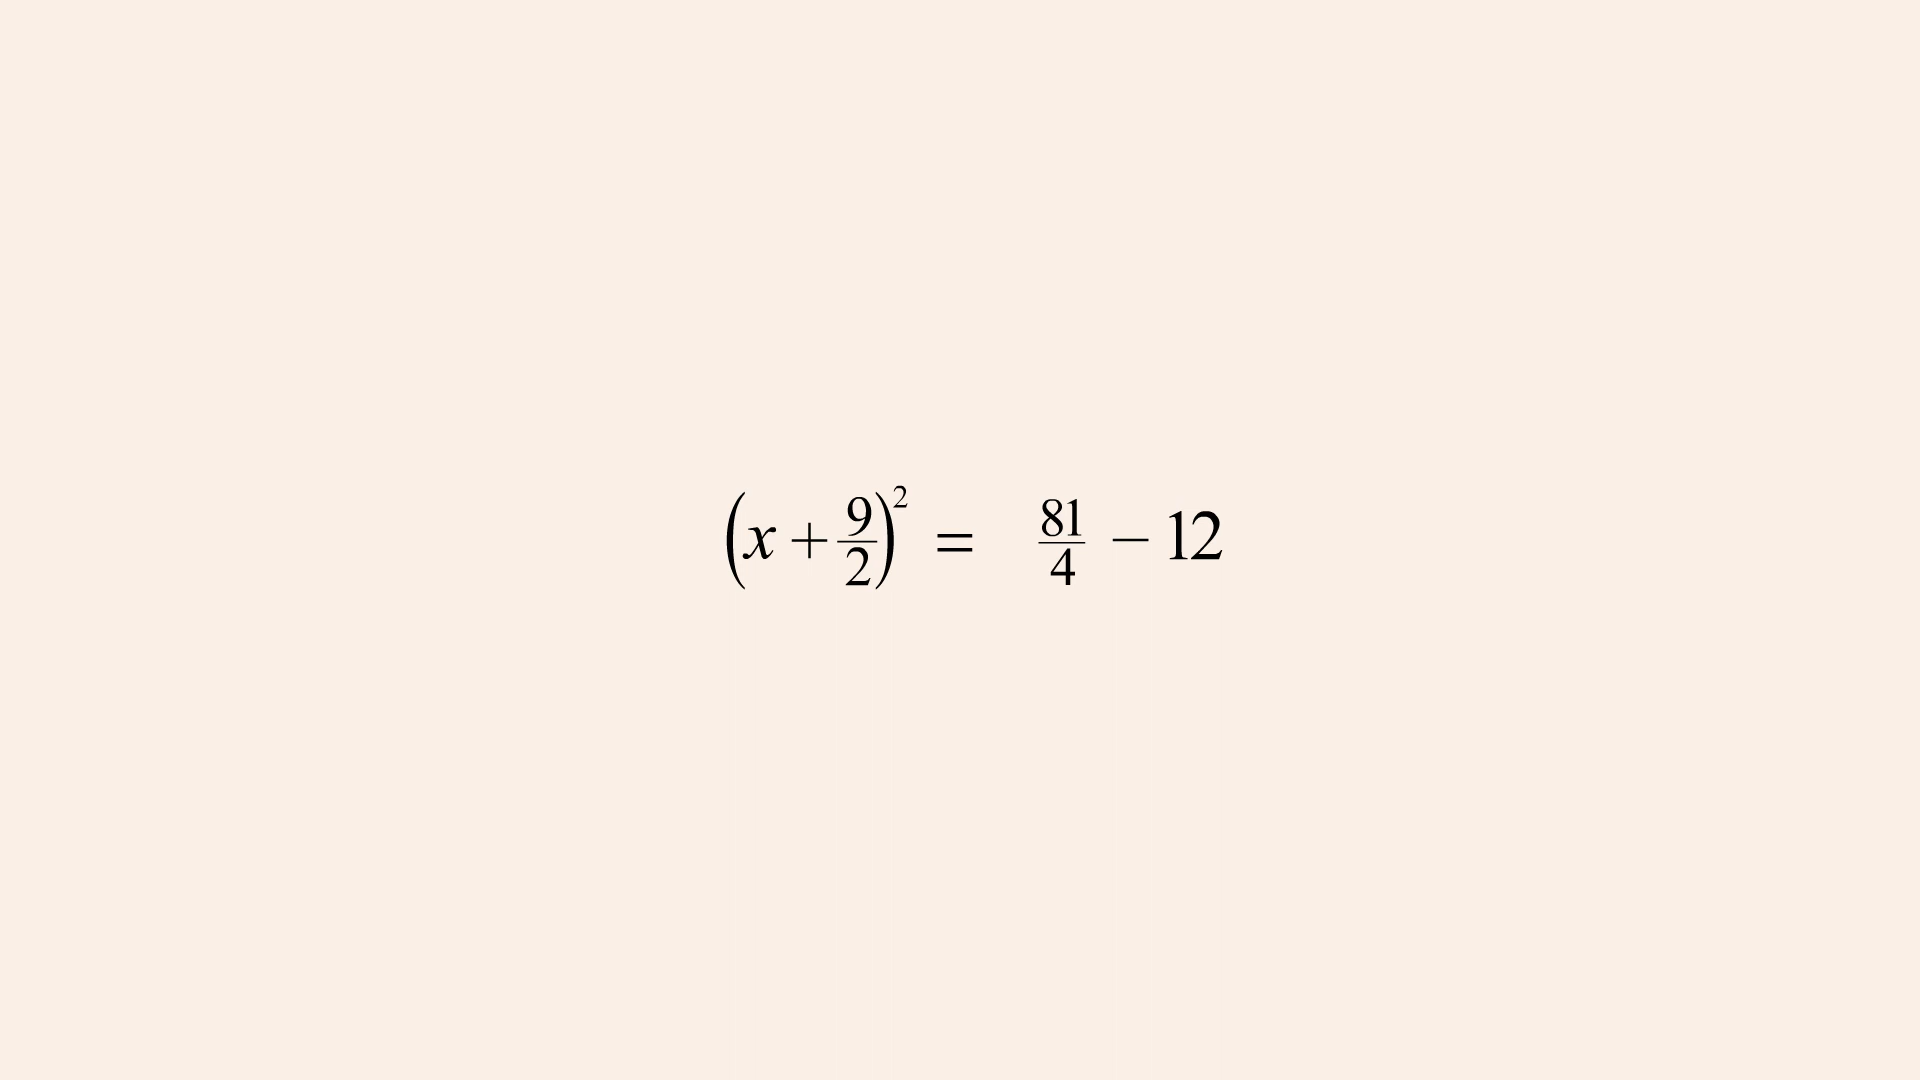 (x + 9/2)² = 81/4 − 12